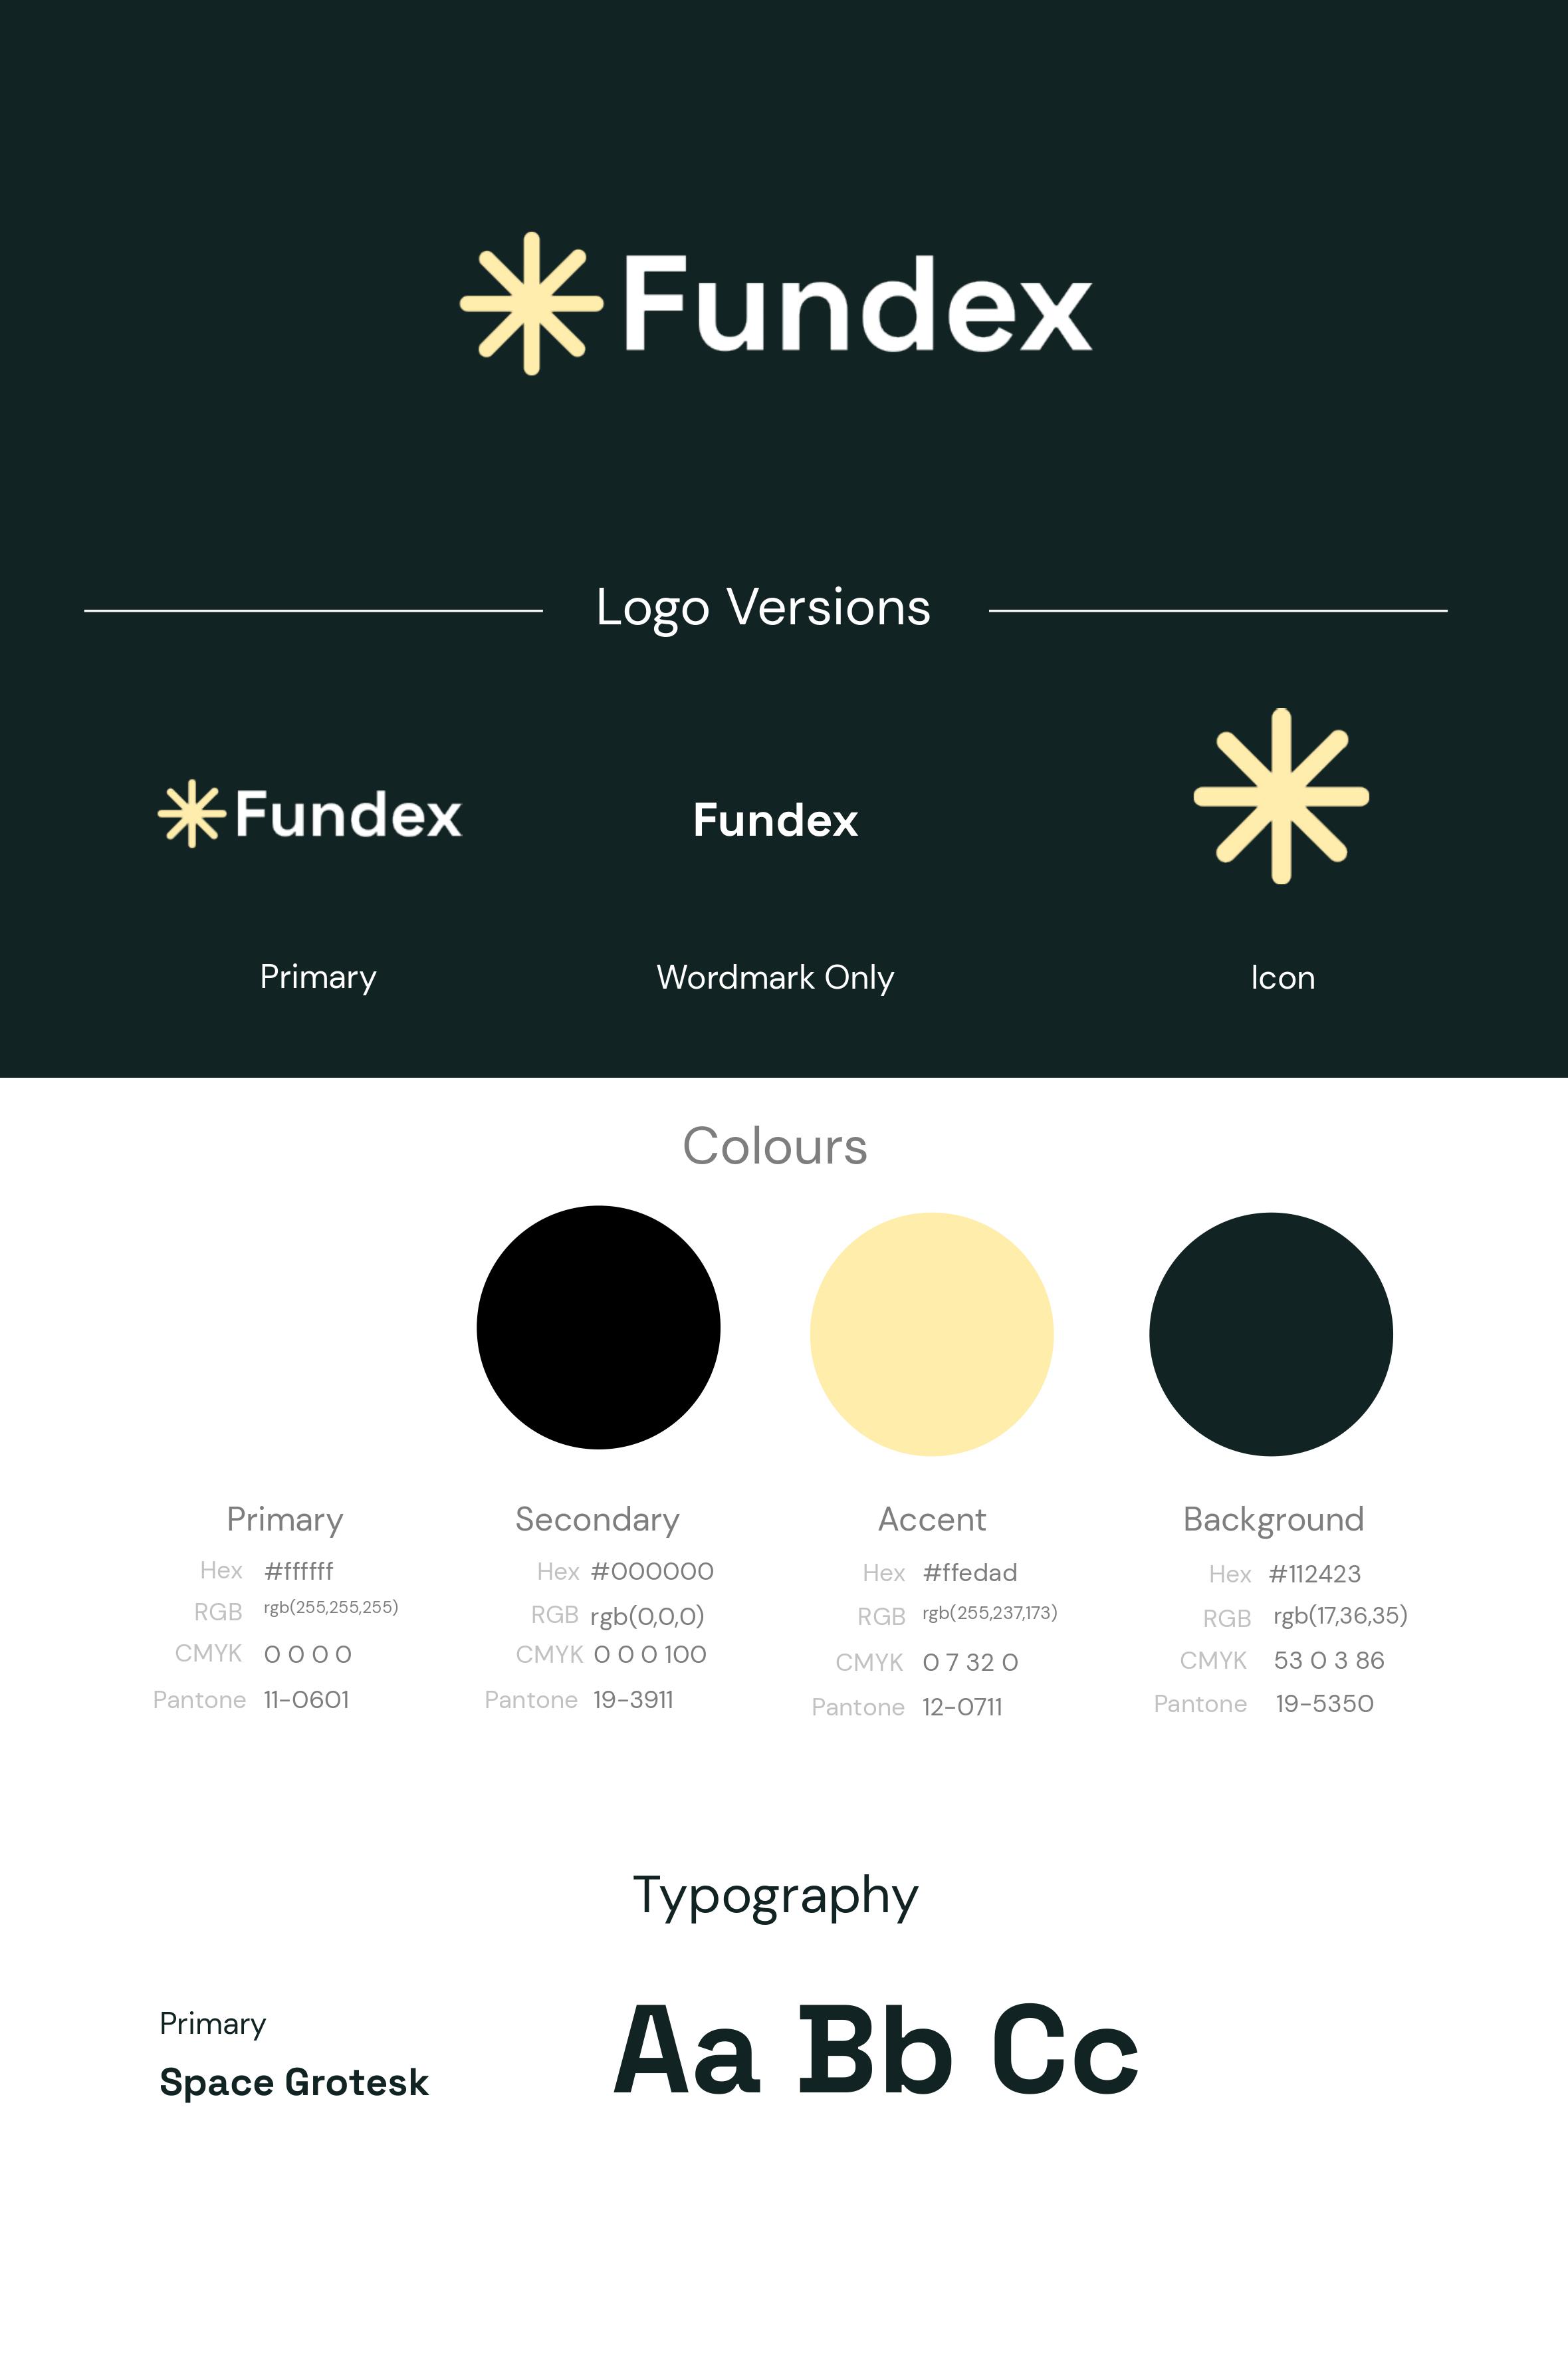 Fundex
Logo Versions
Fundex
Fundex
Primary
Wordmark Only
Icon
Colours
Primary
Hex #ffffff
RGB rgb(255,255,255)
CMYK 0 0 0 0
Pantone 11-0601
Secondary
Hex #000000
RGB rgb(0,0,0)
CMYK 0 0 0 100
Pantone 19-3911
Accent
Hex #ffedad
RGB rgb(255,237,173)
CMYK 0 7 32 0
Pantone 12-0711
Background
Hex #112423
RGB rgb(17,36,35)
CMYK 53 0 3 86
Pantone 19-5350
Typography
Primary
Space Grotesk
Aa Bb Cc